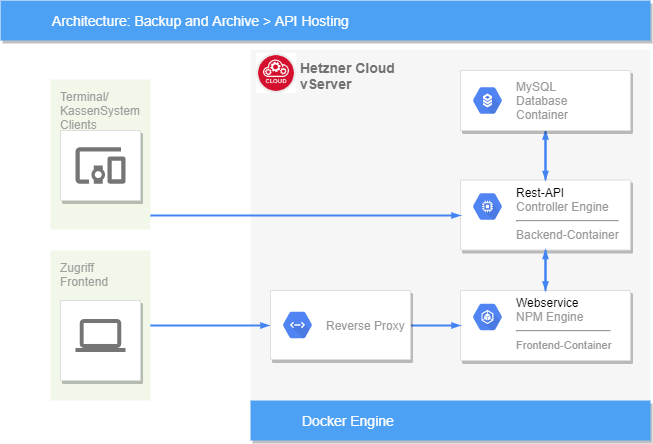 Architecture: Backup and Archive > API Hosting
Terminal/
KassenSystem
Clients
CLOUD
Hetzner Cloud
vServer
MySQL
Database
Container
Rest-API
Controller Engine
Backend-Container
Zugriff
Frontend
Reverse Proxy
Webservice
NPM Engine
Frontend-Container
Docker Engine